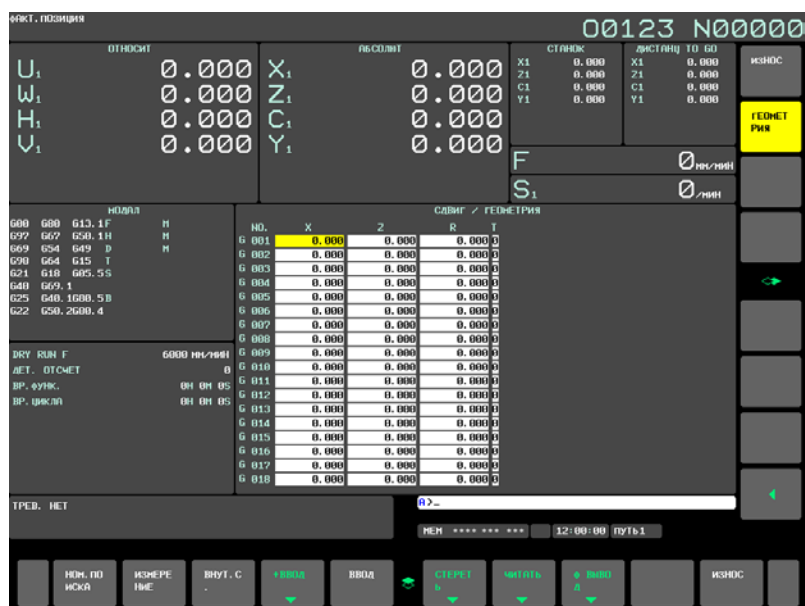 ФАКТ. ПОЗИЦИЯ
O0123 N00000
ОТНОСИТ
U1 0.000
W1 0.000
H1 0.000
V1 0.000
АБСОЛЮТ
X1 0.000
Z1 0.000
C1 0.000
Y1 0.000
СТАНОК
X1 0.000
Z1 0.000
C1 0.000
Y1 0.000
ДИСТАНЦ TO GO
X1 0.000
Z1 0.000
C1 0.000
Y1 0.000
F 0 ММ/МИН
S1 0 /МИН
МОДАЛ
G00 G80 G13.1 F M
G97 G67 G50.1 H M
G69 G54 G49 D M
G98 G64 G15 T
G21 G18 G05.5 S
G40 G69.1
G25 G40.1 G00.5 B
G22 G50.2 G00.4
DRY RUN F 6000 ММ/МИН
ДЕТ. ОТСЧЕТ 0
ВР. ФУНК. 0H 0M 0S
ВР. ЦИКЛА 0H 0M 0S
СДВИГ / ГЕОМЕТРИЯ
NO. X Z R T
G 001 0.000 0.000 0.000 0
G 002 0.000 0.000 0.000 0
G 003 0.000 0.000 0.000 0
G 004 0.000 0.000 0.000 0
G 005 0.000 0.000 0.000 0
G 006 0.000 0.000 0.000 0
G 007 0.000 0.000 0.000 0
G 008 0.000 0.000 0.000 0
G 009 0.000 0.000 0.000 0
G 010 0.000 0.000 0.000 0
G 011 0.000 0.000 0.000 0
G 012 0.000 0.000 0.000 0
G 013 0.000 0.000 0.000 0
G 014 0.000 0.000 0.000 0
G 015 0.000 0.000 0.000 0
G 016 0.000 0.000 0.000 0
G 017 0.000 0.000 0.000 0
G 018 0.000 0.000 0.000 0
ИЗНОС
ГЕОМЕТ
РИЯ
ТРЕВ. НЕТ
A>_
MEM **** *** *** 12:00:00 ПУТЬ1
НОМ. ПО
ИСКА
ИЗМЕРЕ
НИЕ
ВНУТ. С
.
+ВВОД
ВВОД
СТЕРЕТ
Ь
ЧИТАТЬ
Ф ВЫВО
Д
ИЗНОС